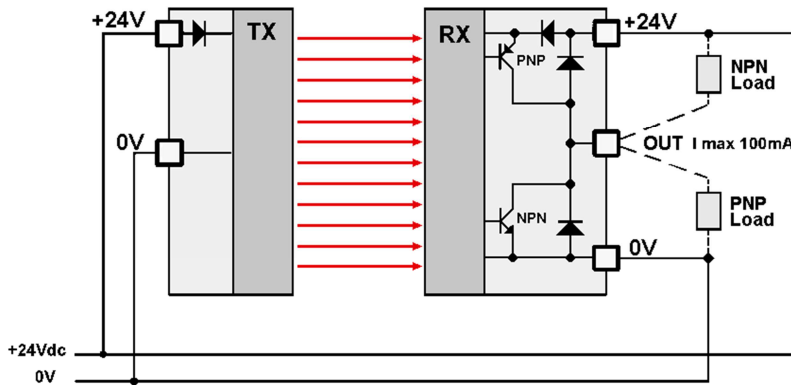 +24V
TX
RX
+24V
PNP
NPN
Load
0V
OUT I max 100mA
NPN
PNP
Load
0V
+24Vdc
0V